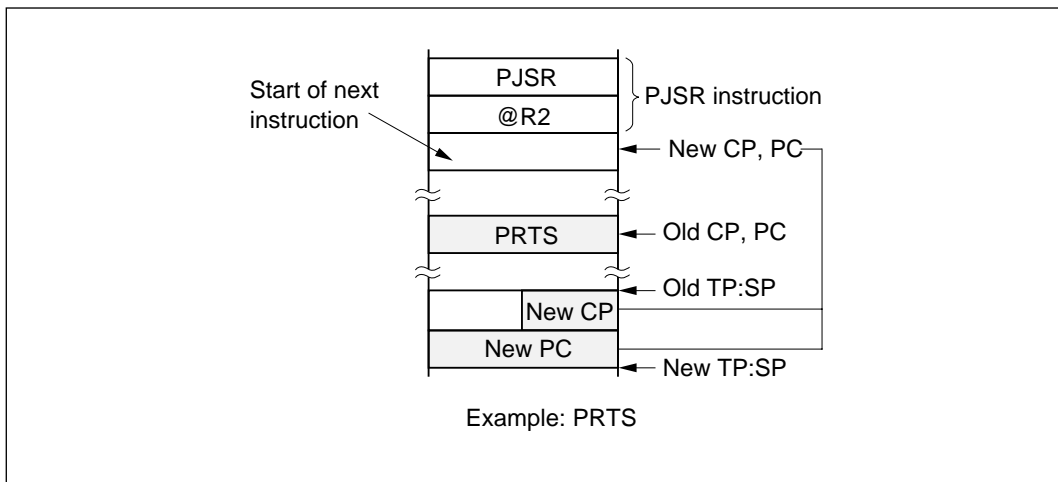 PJSR
Start of next
instruction
@R2
PJSR instruction
New CP, PC
PRTS
Old CP, PC
Old TP:SP
New CP
New PC
New TP:SP
Example: PRTS